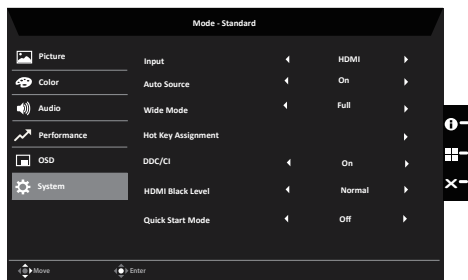 Mode - Standard
Picture
Color
Audio
Performance
OSD
System
Input HDMI
Auto Source On
Wide Mode Full
Hot Key Assignment
DDC/CI On
HDMI Black Level Normal
Quick Start Mode Off
Move Enter